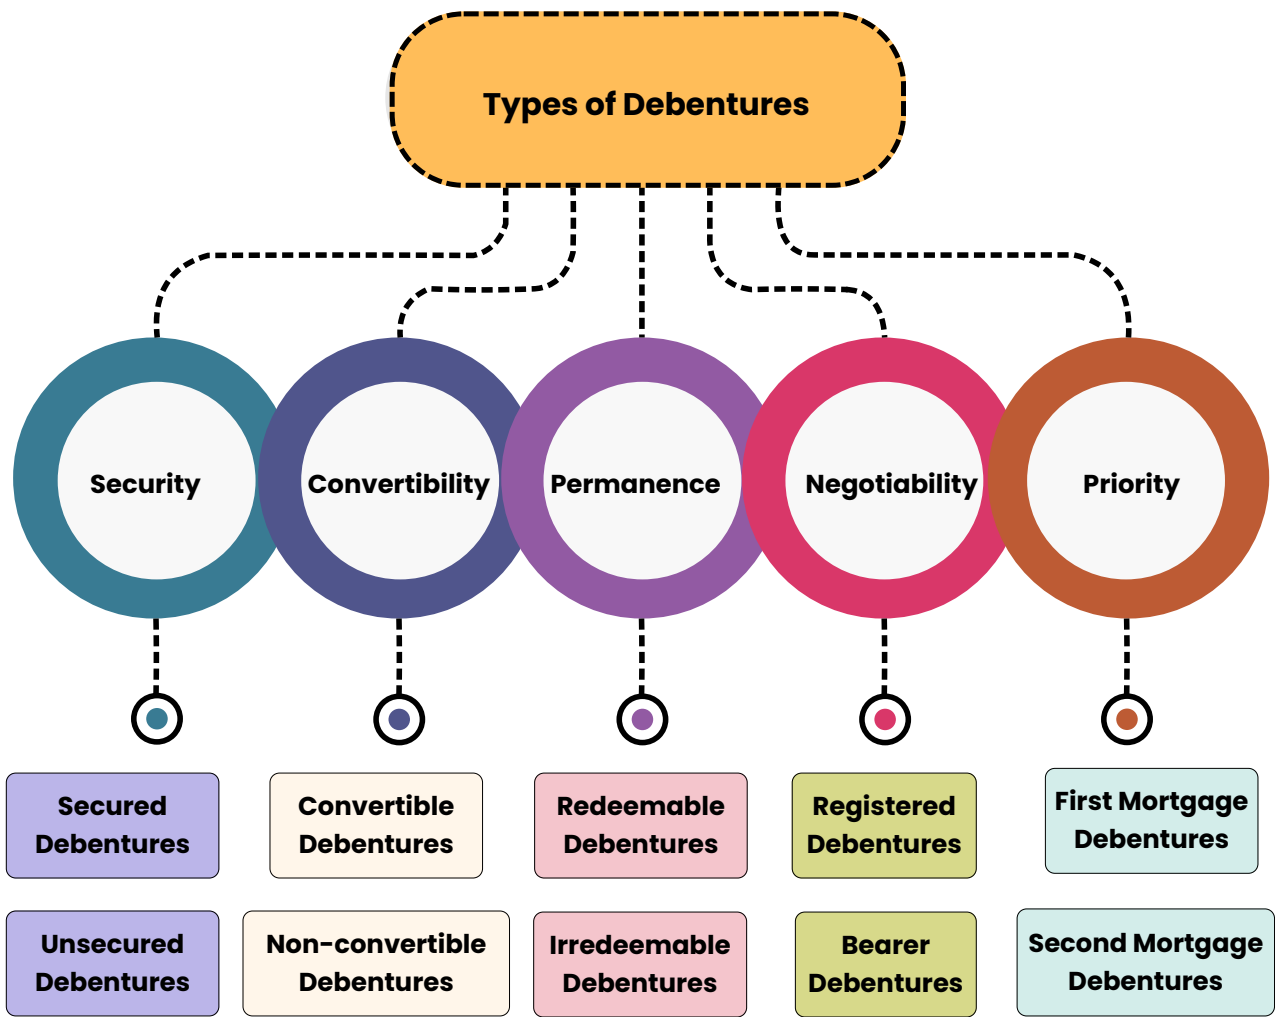 Types of Debentures
Security
Convertibility
Permanence
Negotiability
Priority
Secured
Debentures
Convertible
Debentures
Redeemable
Debentures
Registered
Debentures
First Mortgage
Debentures
Unsecured
Debentures
Non-convertible
Debentures
Irredeemable
Debentures
Bearer
Debentures
Second Mortgage
Debentures